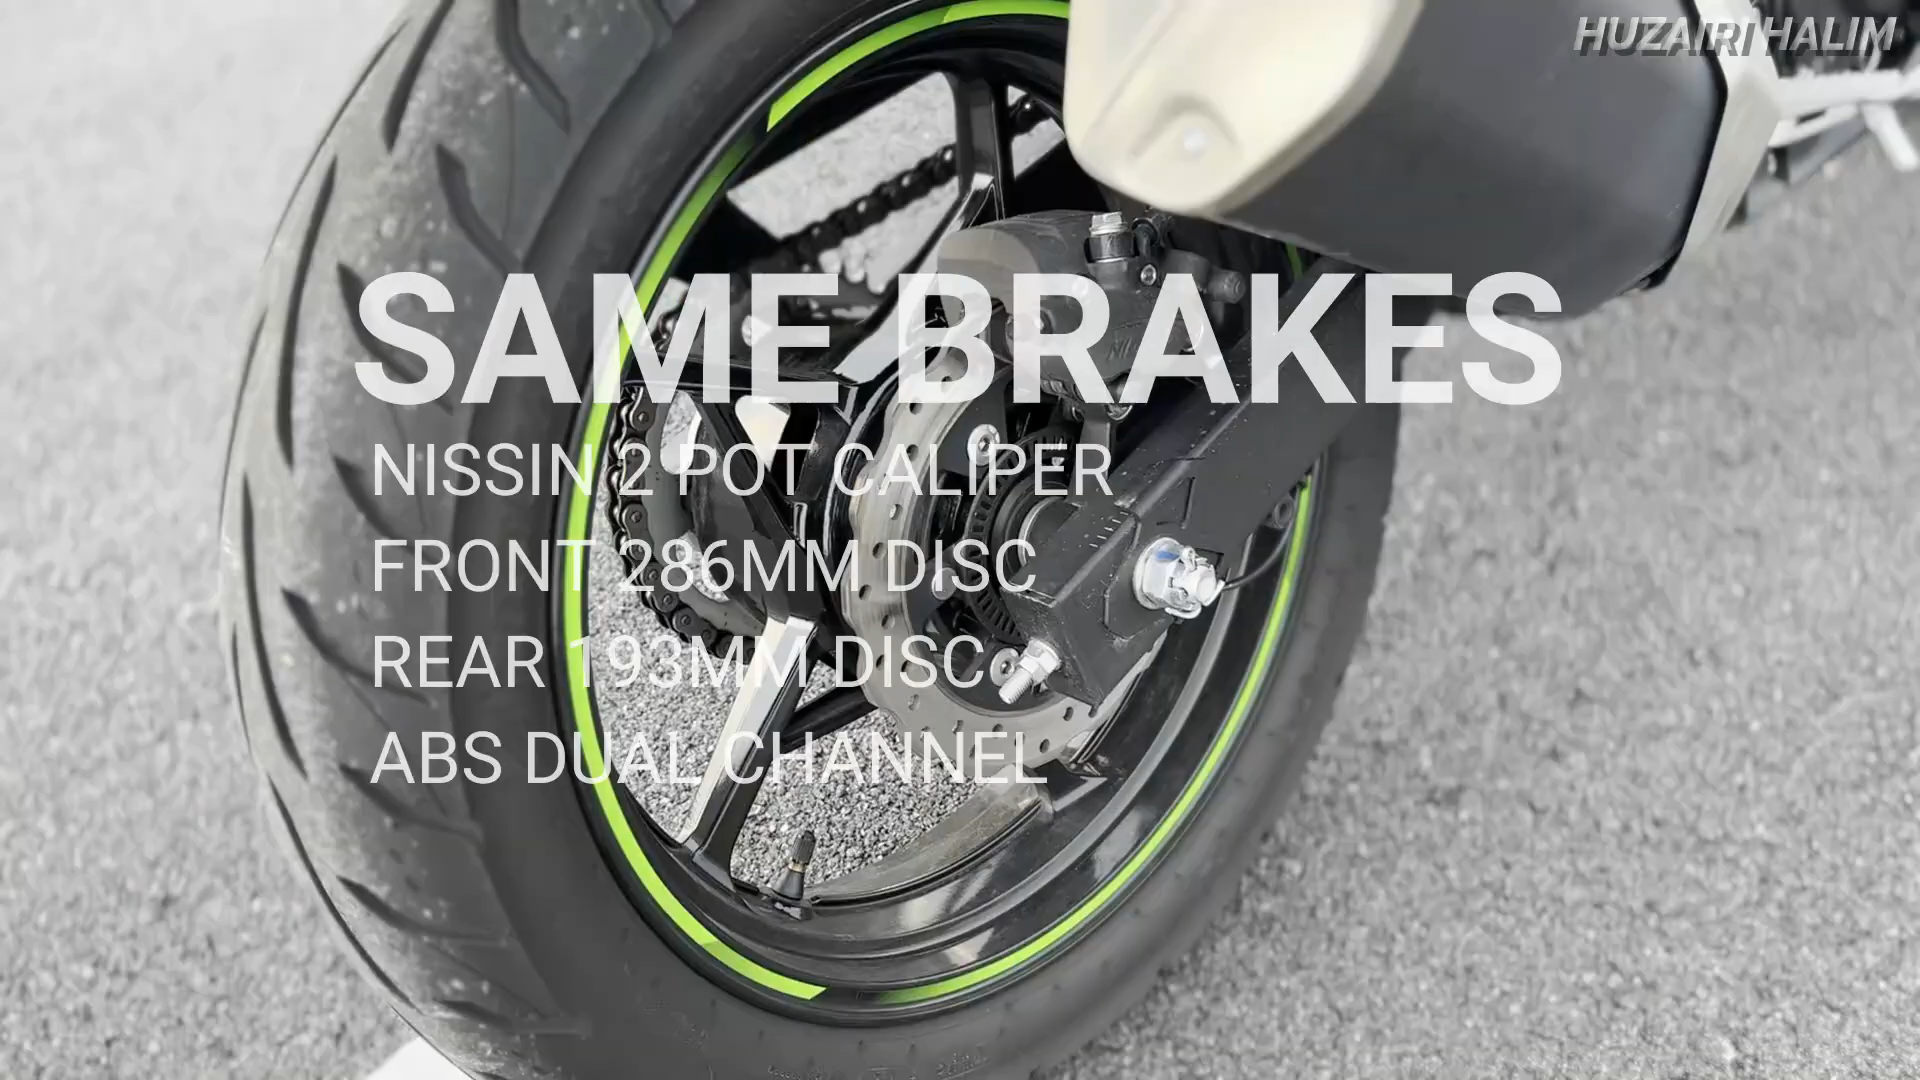 HUZAIRI HALIM
SAME BRAKES
NISSIN 2 POT CALIPER
FRONT 286MM DISC
REAR 193MM DISC
ABS DUAL CHANNEL